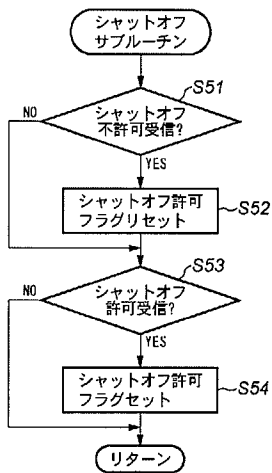 シャットオフ
サブルーチン
S51
シャットオフ
不許可受信?
NO
YES
シャットオフ許可
フラグリセット
S52
S53
シャットオフ
許可受信?
NO
YES
シャットオフ許可
フラグセット
S54
リターン